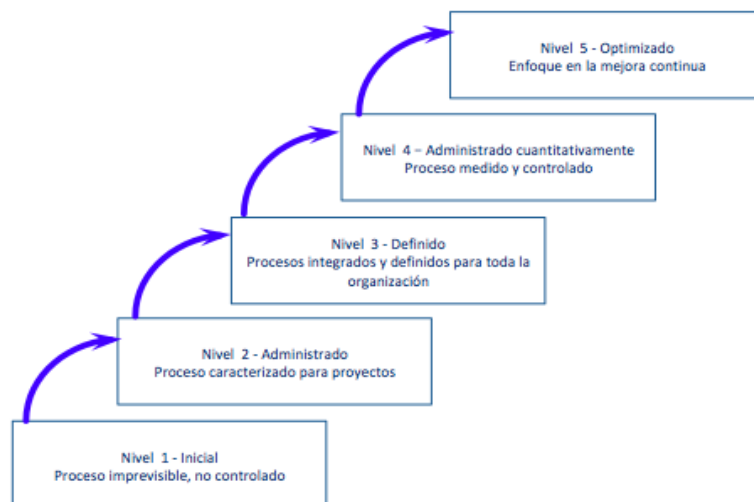 Nivel 5 - Optimizado
Enfoque en la mejora continua
Nivel 4 – Administrado cuantitativamente
Proceso medido y controlado
Nivel 3 - Definido
Procesos integrados y definidos para toda la
organización
Nivel 2 - Administrado
Proceso caracterizado para proyectos
Nivel 1 - Inicial
Proceso imprevisible, no controlado